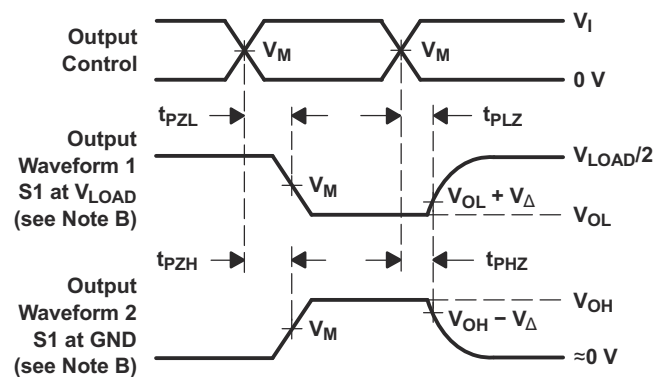 Output
Control
V_M
V_M
V_I
0 V
t_PZL
t_PLZ
Output
Waveform 1
S1 at V_LOAD
(see Note B)
V_M
V_LOAD/2
V_OL + V_Δ
V_OL
t_PZH
t_PHZ
Output
Waveform 2
S1 at GND
(see Note B)
V_M
V_OH
V_OH − V_Δ
≈0 V